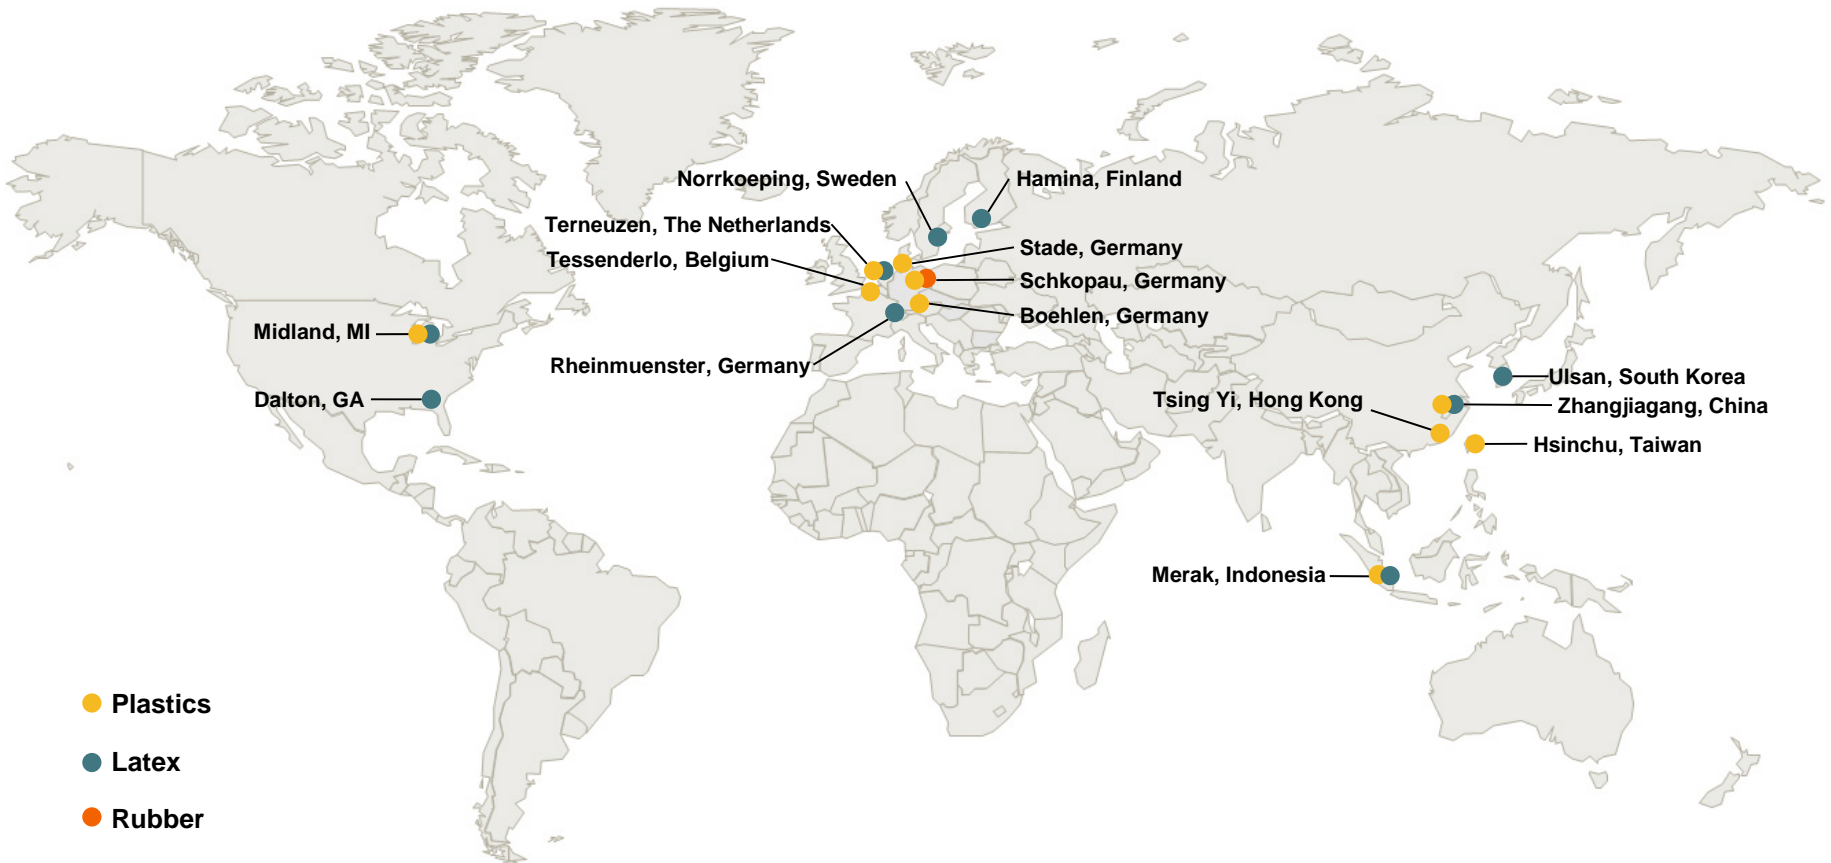 Norrkoeping, Sweden
Hamina, Finland
Terneuzen, The Netherlands
Stade, Germany
Tessenderlo, Belgium
Schkopau, Germany
Boehlen, Germany
Midland, MI
Rheinmuenster, Germany
Ulsan, South Korea
Dalton, GA
Tsing Yi, Hong Kong
Zhangjiagang, China
Hsinchu, Taiwan
Merak, Indonesia
Plastics
Latex
Rubber